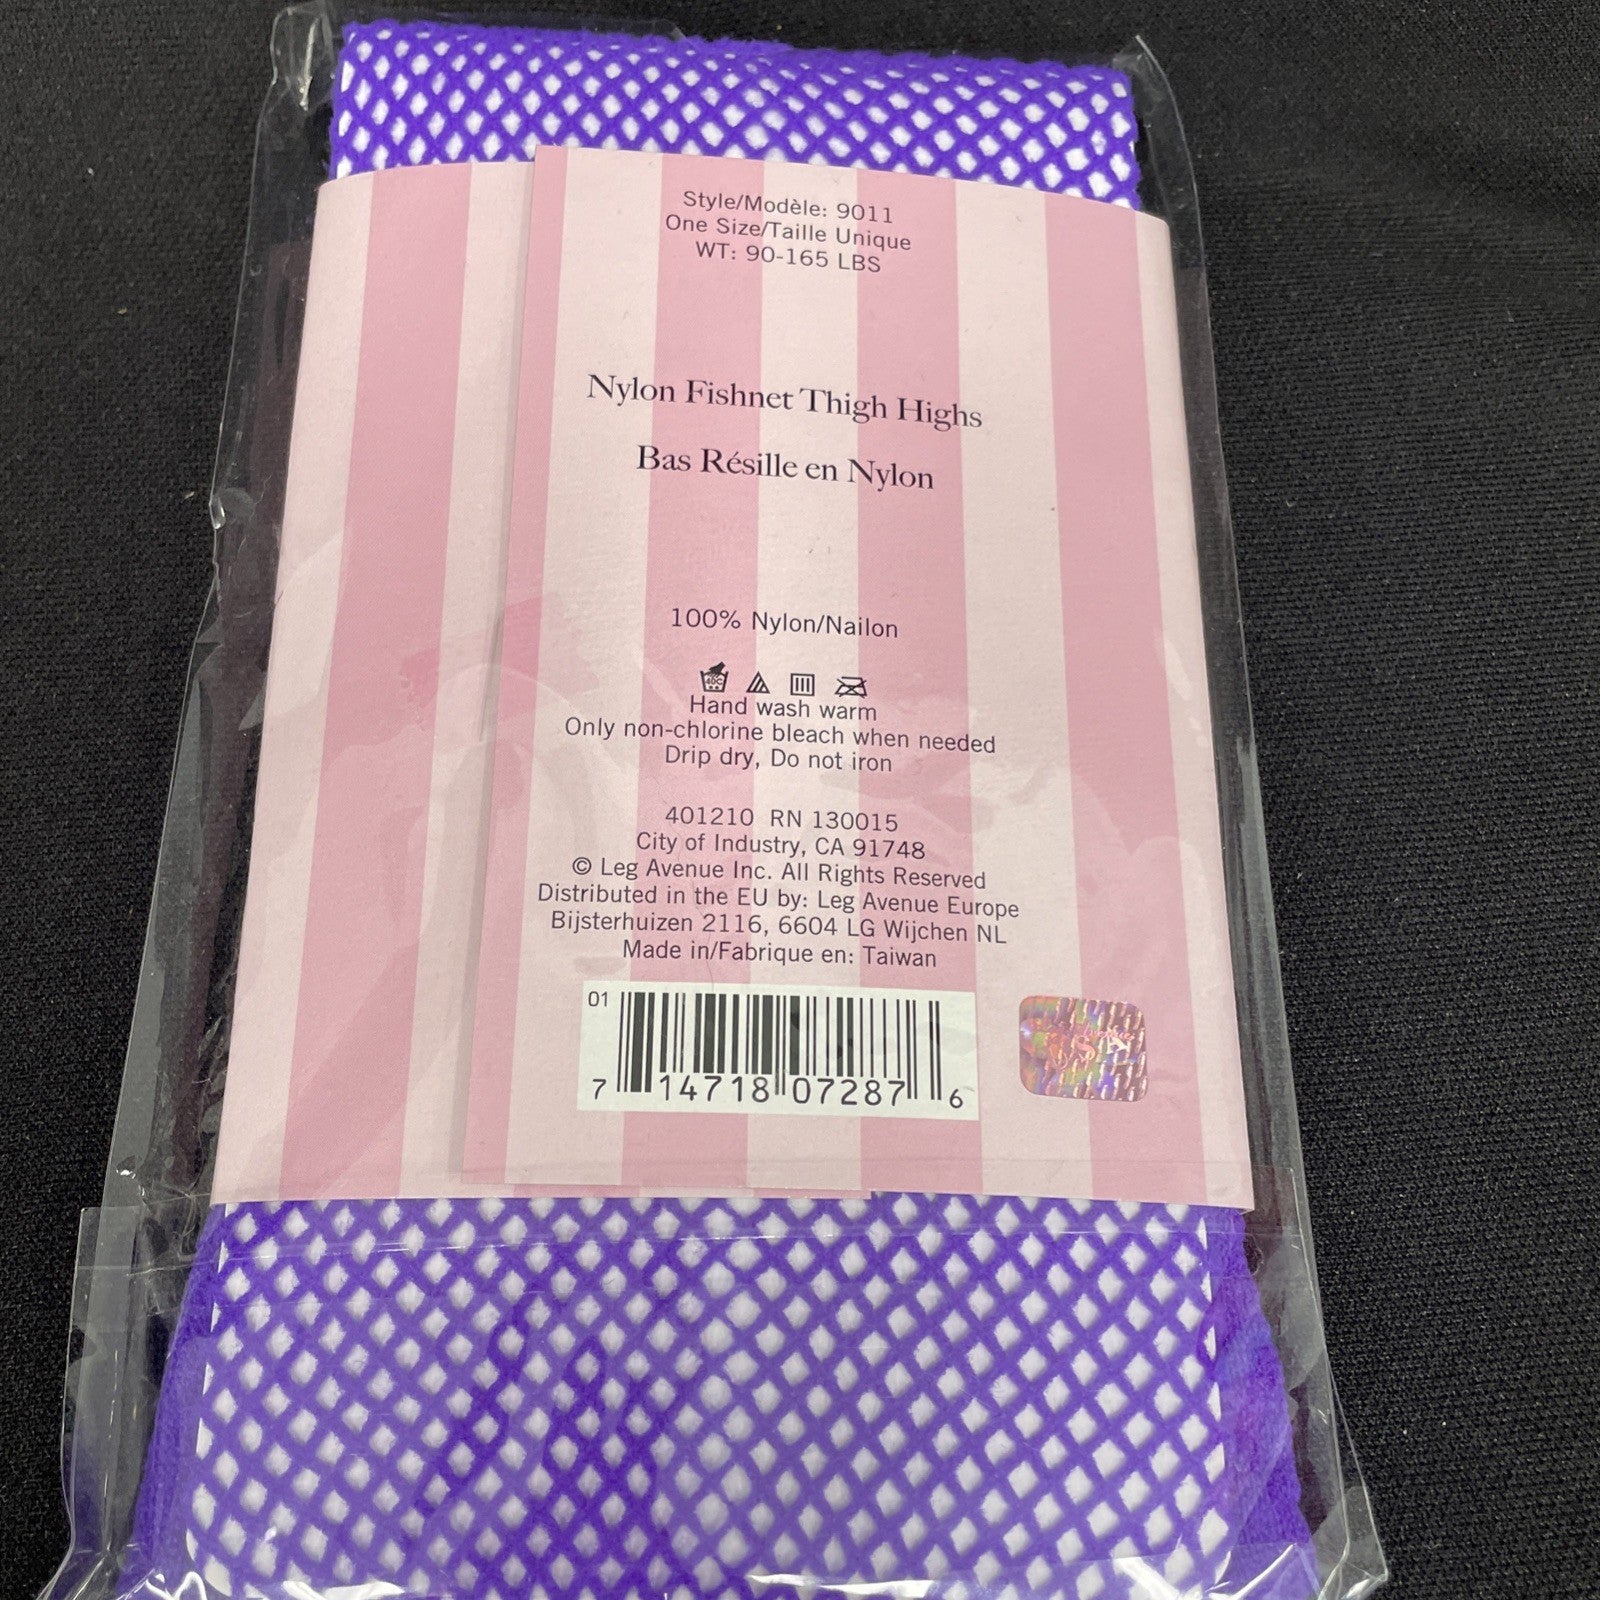 Style/Modèle: 9011
One Size/Taille Unique
WT: 90-165 LBS
Nylon Fishnet Thigh Highs
Bas Résille en Nylon
100% Nylon/Nailon
40C
Hand wash warm
Only non-chlorine bleach when needed
Drip dry, Do not iron
401210 RN 130015
City of Industry, CA 91748
© Leg Avenue Inc. All Rights Reserved
Distributed in the EU by: Leg Avenue Europe
Bijsterhuizen 2116, 6604 LG Wijchen NL
Made in/Fabrique en: Taiwan
01
7 14718 07287 6
USA